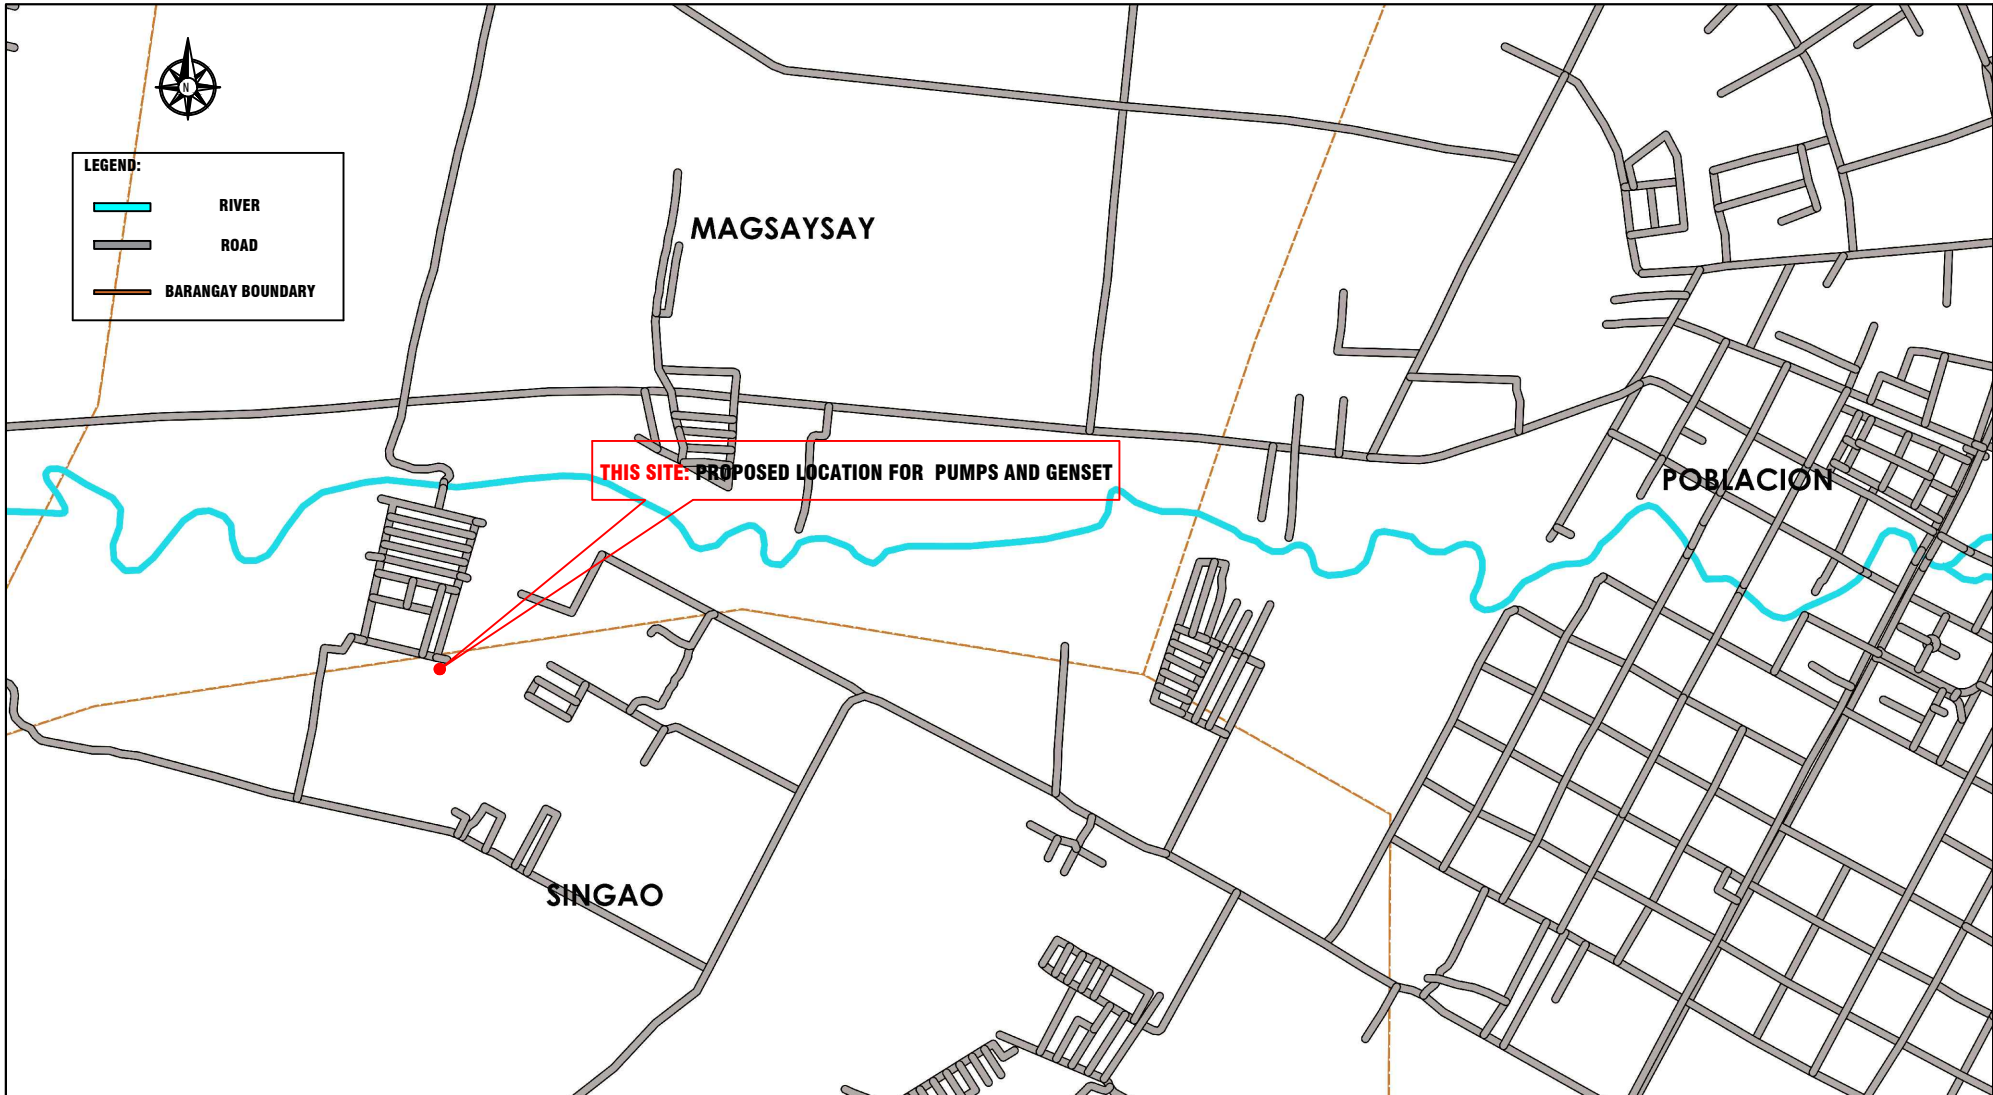 N
LEGEND:
RIVER
ROAD
BARANGAY BOUNDARY
MAGSAYSAY
THIS SITE: PROPOSED LOCATION FOR PUMPS AND GENSET
POBLACION
SINGAO